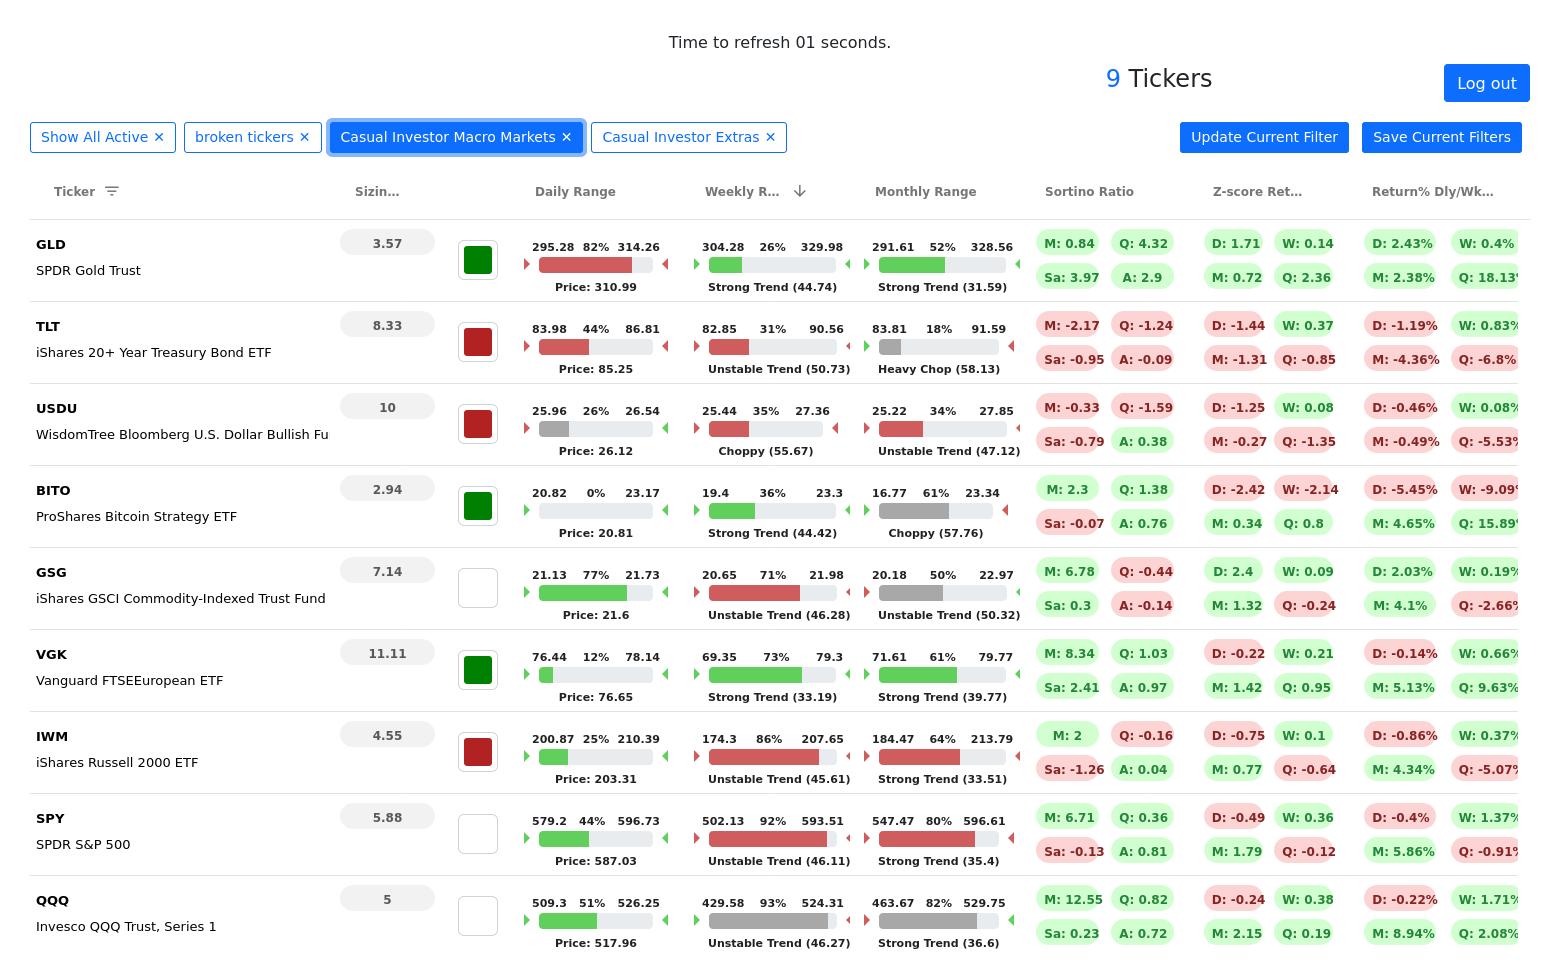 Time to refresh 01 seconds.
9 Tickers
Log out
Show All Active ✕ broken tickers ✕ Casual Investor Macro Markets ✕ Casual Investor Extras ✕ Update Current Filter Save Current Filters
Ticker Sizin... Daily Range Weekly R... Monthly Range Sortino Ratio Z-score Ret... Return% Dly/Wk...
GLD 3.57 295.28 82% 314.26 304.28 26% 329.98 291.61 52% 328.56 M: 0.84 Q: 4.32 D: 1.71 W: 0.14 D: 2.43% W: 0.4%
SPDR Gold Trust Sa: 3.97 A: 2.9 M: 0.72 Q: 2.36 M: 2.38% Q: 18.13%
Price: 310.99 Strong Trend (44.74) Strong Trend (31.59)
TLT 8.33 83.98 44% 86.81 82.85 31% 90.56 83.81 18% 91.59 M: -2.17 Q: -1.24 D: -1.44 W: 0.37 D: -1.19% W: 0.83%
iShares 20+ Year Treasury Bond ETF Sa: -0.95 A: -0.09 M: -1.31 Q: -0.85 M: -4.36% Q: -6.8%
Price: 85.25 Unstable Trend (50.73) Heavy Chop (58.13)
USDU 10 25.96 26% 26.54 25.44 35% 27.36 25.22 34% 27.85 M: -0.33 Q: -1.59 D: -1.25 W: 0.08 D: -0.46% W: 0.08%
WisdomTree Bloomberg U.S. Dollar Bullish Fu Sa: -0.79 A: 0.38 M: -0.27 Q: -1.35 M: -0.49% Q: -5.53%
Price: 26.12 Choppy (55.67) Unstable Trend (47.12)
BITO 2.94 20.82 0% 23.17 19.4 36% 23.3 16.77 61% 23.34 M: 2.3 Q: 1.38 D: -2.42 W: -2.14 D: -5.45% W: -9.09%
ProShares Bitcoin Strategy ETF Sa: -0.07 A: 0.76 M: 0.34 Q: 0.8 M: 4.65% Q: 15.89%
Price: 20.81 Strong Trend (44.42) Choppy (57.76)
GSG 7.14 21.13 77% 21.73 20.65 71% 21.98 20.18 50% 22.97 M: 6.78 Q: -0.44 D: 2.4 W: 0.09 D: 2.03% W: 0.19%
iShares GSCI Commodity-Indexed Trust Fund Sa: 0.3 A: -0.14 M: 1.32 Q: -0.24 M: 4.1% Q: -2.66%
Price: 21.6 Unstable Trend (46.28) Unstable Trend (50.32)
VGK 11.11 76.44 12% 78.14 69.35 73% 79.3 71.61 61% 79.77 M: 8.34 Q: 1.03 D: -0.22 W: 0.21 D: -0.14% W: 0.66%
Vanguard FTSEEuropean ETF Sa: 2.41 A: 0.97 M: 1.42 Q: 0.95 M: 5.13% Q: 9.63%
Price: 76.65 Strong Trend (33.19) Strong Trend (39.77)
IWM 4.55 200.87 25% 210.39 174.3 86% 207.65 184.47 64% 213.79 M: 2 Q: -0.16 D: -0.75 W: 0.1 D: -0.86% W: 0.37%
iShares Russell 2000 ETF Sa: -1.26 A: 0.04 M: 0.77 Q: -0.64 M: 4.34% Q: -5.07%
Price: 203.31 Unstable Trend (45.61) Strong Trend (33.51)
SPY 5.88 579.2 44% 596.73 502.13 92% 593.51 547.47 80% 596.61 M: 6.71 Q: 0.36 D: -0.49 W: 0.36 D: -0.4% W: 1.37%
SPDR S&P 500 Sa: -0.13 A: 0.81 M: 1.79 Q: -0.12 M: 5.86% Q: -0.91%
Price: 587.03 Unstable Trend (46.11) Strong Trend (35.4)
QQQ 5 509.3 51% 526.25 429.58 93% 524.31 463.67 82% 529.75 M: 12.55 Q: 0.82 D: -0.24 W: 0.38 D: -0.22% W: 1.71%
Invesco QQQ Trust, Series 1 Sa: 0.23 A: 0.72 M: 2.15 Q: 0.19 M: 8.94% Q: 2.08%
Price: 517.96 Unstable Trend (46.27) Strong Trend (36.6)